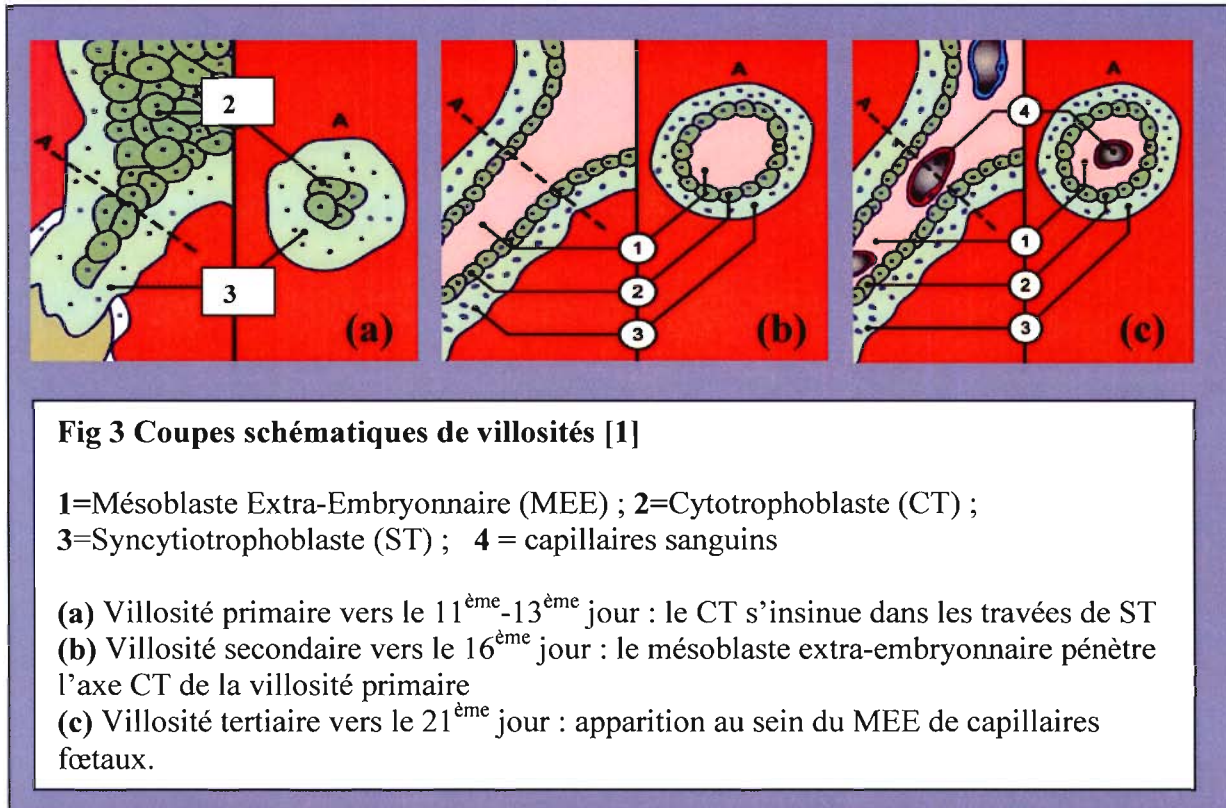 A
A
2
3
(a)
A
A
1
2
3
(b)
A
A
4
1
2
3
(c)
Fig 3 Coupes schématiques de villosités [1]
1=Mésoblaste Extra-Embryonnaire (MEE) ; 2=Cytotrophoblaste (CT) ;
3=Syncytiotrophoblaste (ST) ; 4 = capillaires sanguins
(a) Villosité primaire vers le 11ème-13ème jour : le CT s'insinue dans les travées de ST
(b) Villosité secondaire vers le 16ème jour : le mésoblaste extra-embryonnaire pénètre
l'axe CT de la villosité primaire
(c) Villosité tertiaire vers le 21ème jour : apparition au sein du MEE de capillaires
fœtaux.